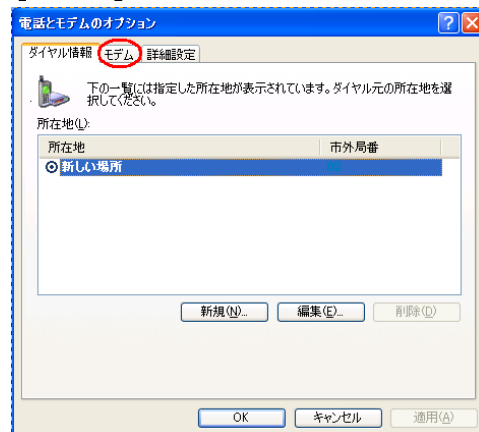 電話とモデムのオプション
ダイヤル情報 モデム 詳細設定
下の一覧には指定した所在地が表示されています。ダイヤル元の所在地を選
択してください。
所在地(L):
所在地 市外局番
新しい場所
新規(N)... 編集(E)... 削除(D)
OK キャンセル 適用(A)